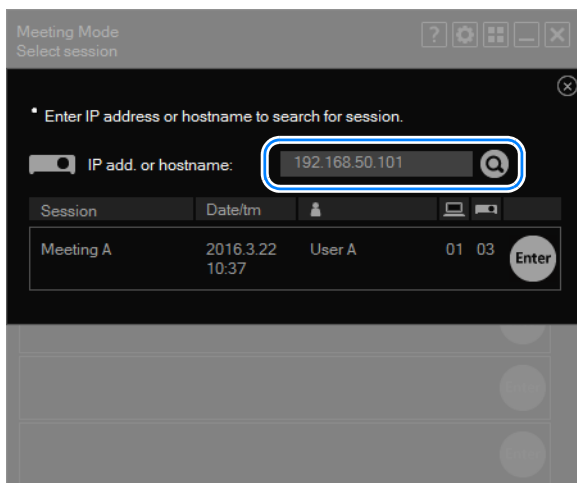 Meeting Mode
Select session
?
• Enter IP address or hostname to search for session.
IP add. or hostname: 192.168.50.101
Session Date/tm
Meeting A 2016.3.22 User A 01 03 Enter
10:37